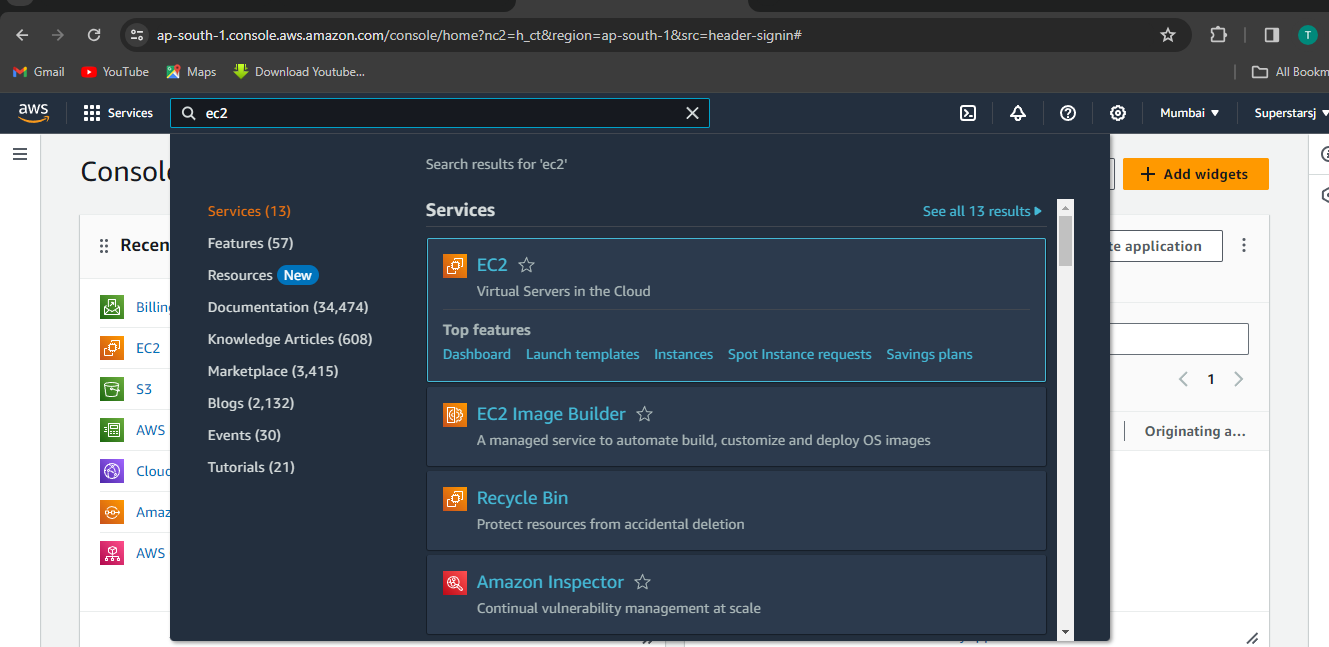 ap-south-1.console.aws.amazon.com/console/home?nc2=h_ct&region=ap-south-1&src=header-signin#
T
Gmail YouTube Maps Download Youtube... All Bookm
aws Services ec2 Mumbai Superstarsj
Console
Search results for 'ec2'
Add widgets
Services (13)
Features (57)
Resources New
Documentation (34,474)
Knowledge Articles (608)
Marketplace (3,415)
Blogs (2,132)
Events (30)
Tutorials (21)
Services
See all 13 results
EC2
Virtual Servers in the Cloud
Top features
Dashboard Launch templates Instances Spot Instance requests Savings plans
EC2 Image Builder
A managed service to automate build, customize and deploy OS images
Recycle Bin
Protect resources from accidental deletion
Amazon Inspector
Continual vulnerability management at scale
Recen
Billin
EC2
S3
AWS
Cloud
Amaz
AWS
te application
1
Originating a...